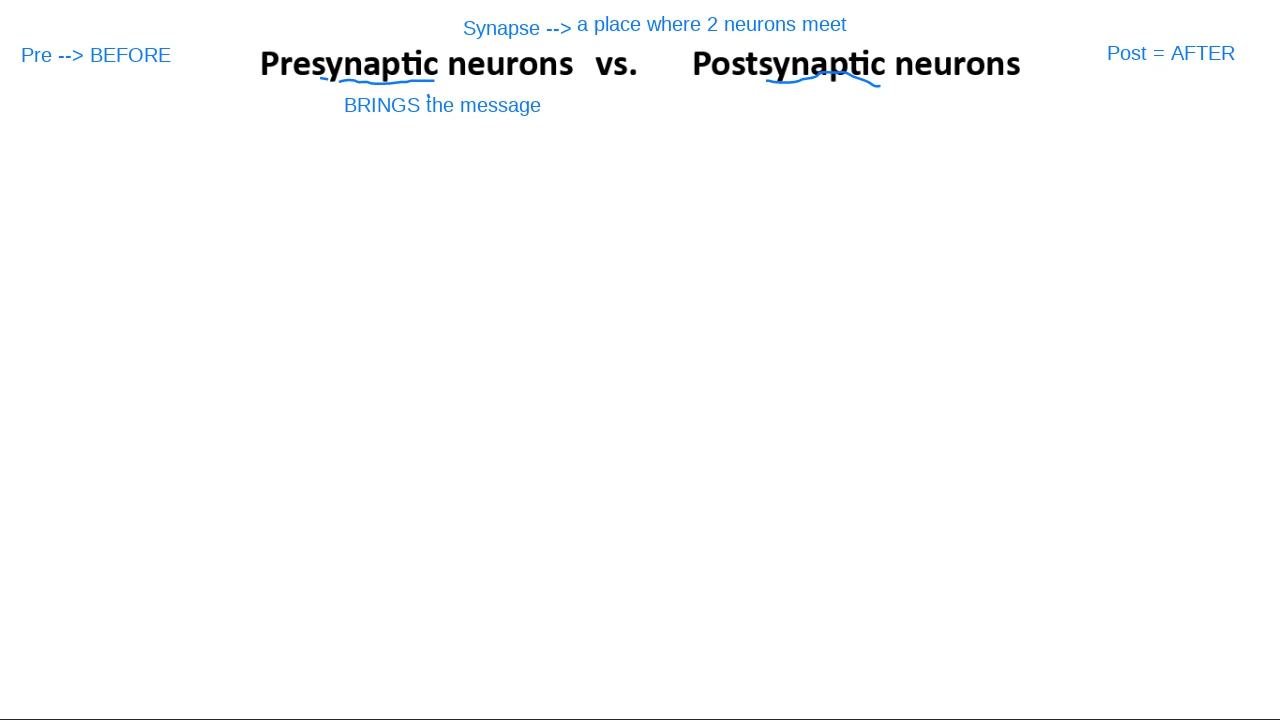 Synapse --> a place where 2 neurons meet
Pre --> BEFORE
Presynaptic neurons vs. Postsynaptic neurons
Post = AFTER
BRINGS the message